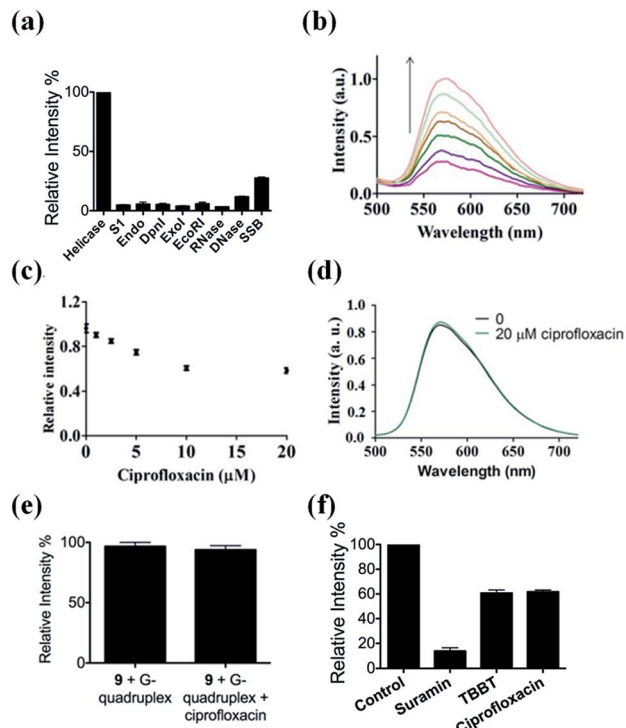 (a)
Relative Intensity %
100
50
0
Helicase
S1
Endo
DpnI
ExoI
EcoRI
RNase
DNase
SSB
(b)
Intensity (a.u.)
1.0
0.5
0.0
500 550 600 650 700
Wavelength (nm)
(c)
Relative intensity
1.2
0.8
0.4
0.0
0 5 10 15 20
Ciprofloxacin (µM)
(d)
Intensity (a. u.)
1.0
0.8
0.6
0.4
0.2
0.0
0
20 µM ciprofloxacin
500 550 600 650 700
Wavelength (nm)
(e)
Relative Intensity %
100
50
0
9 + G-
quadruplex
9 + G-
quadruplex +
ciprofloxacin
(f)
Relative Intensity %
100
80
60
40
20
0
Control
Suramin
TBBT
Ciprofloxacin